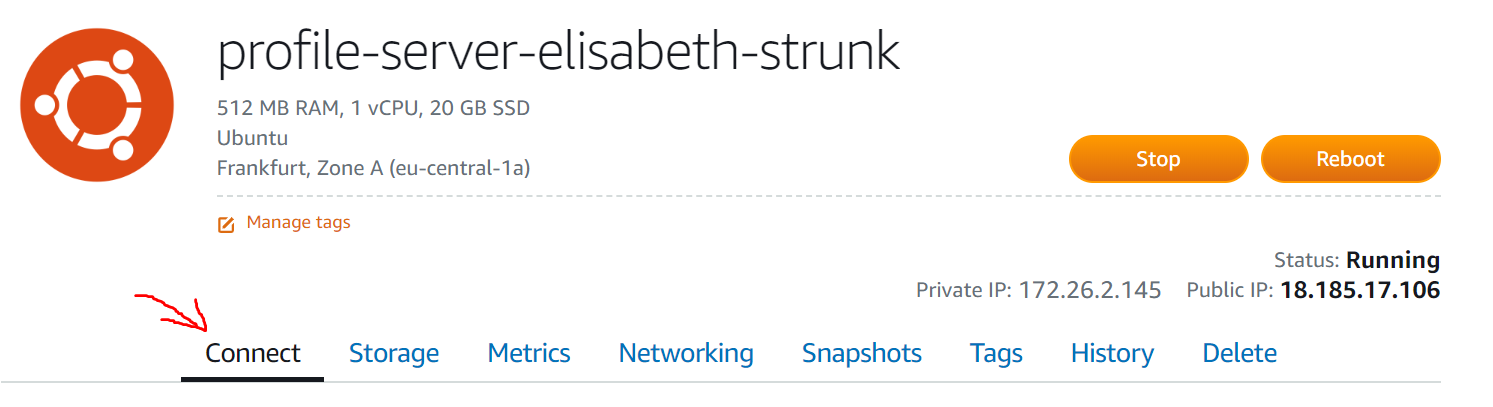 profile-server-elisabeth-strunk
512 MB RAM, 1 vCPU, 20 GB SSD
Ubuntu
Frankfurt, Zone A (eu-central-1a)
Stop Reboot
Manage tags
Status: Running
Private IP: 172.26.2.145 Public IP: 18.185.17.106
Connect Storage Metrics Networking Snapshots Tags History Delete